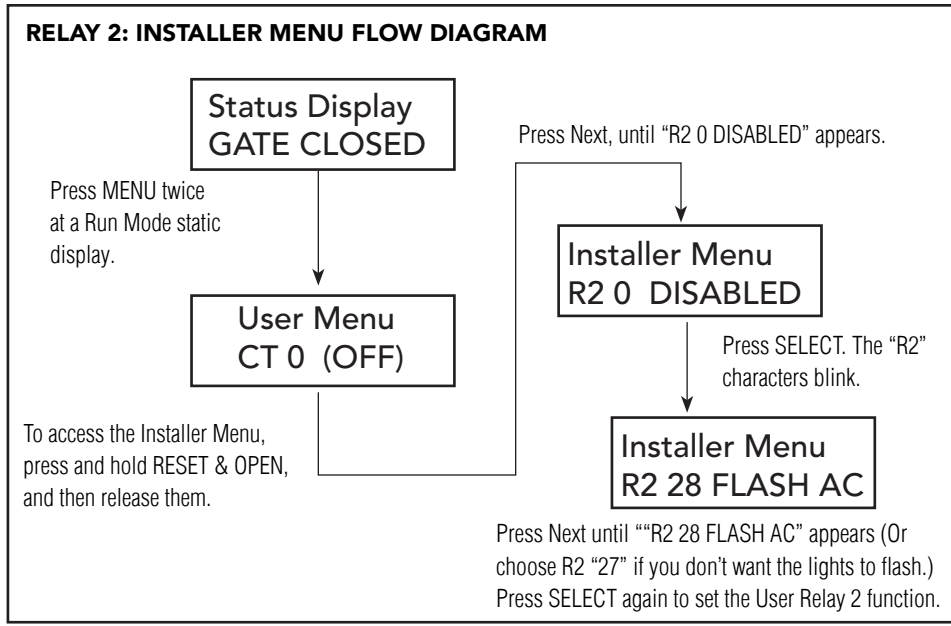 RELAY 2: INSTALLER MENU FLOW DIAGRAM
Status Display
GATE CLOSED
Press MENU twice
at a Run Mode static
display.
User Menu
CT 0 (OFF)
To access the Installer Menu,
press and hold RESET & OPEN,
and then release them.
Press Next, until “R2 0 DISABLED” appears.
Installer Menu
R2 0 DISABLED
Press SELECT. The “R2”
characters blink.
Installer Menu
R2 28 FLASH AC
Press Next until ““R2 28 FLASH AC” appears (Or
choose R2 “27” if you don’t want the lights to flash.)
Press SELECT again to set the User Relay 2 function.